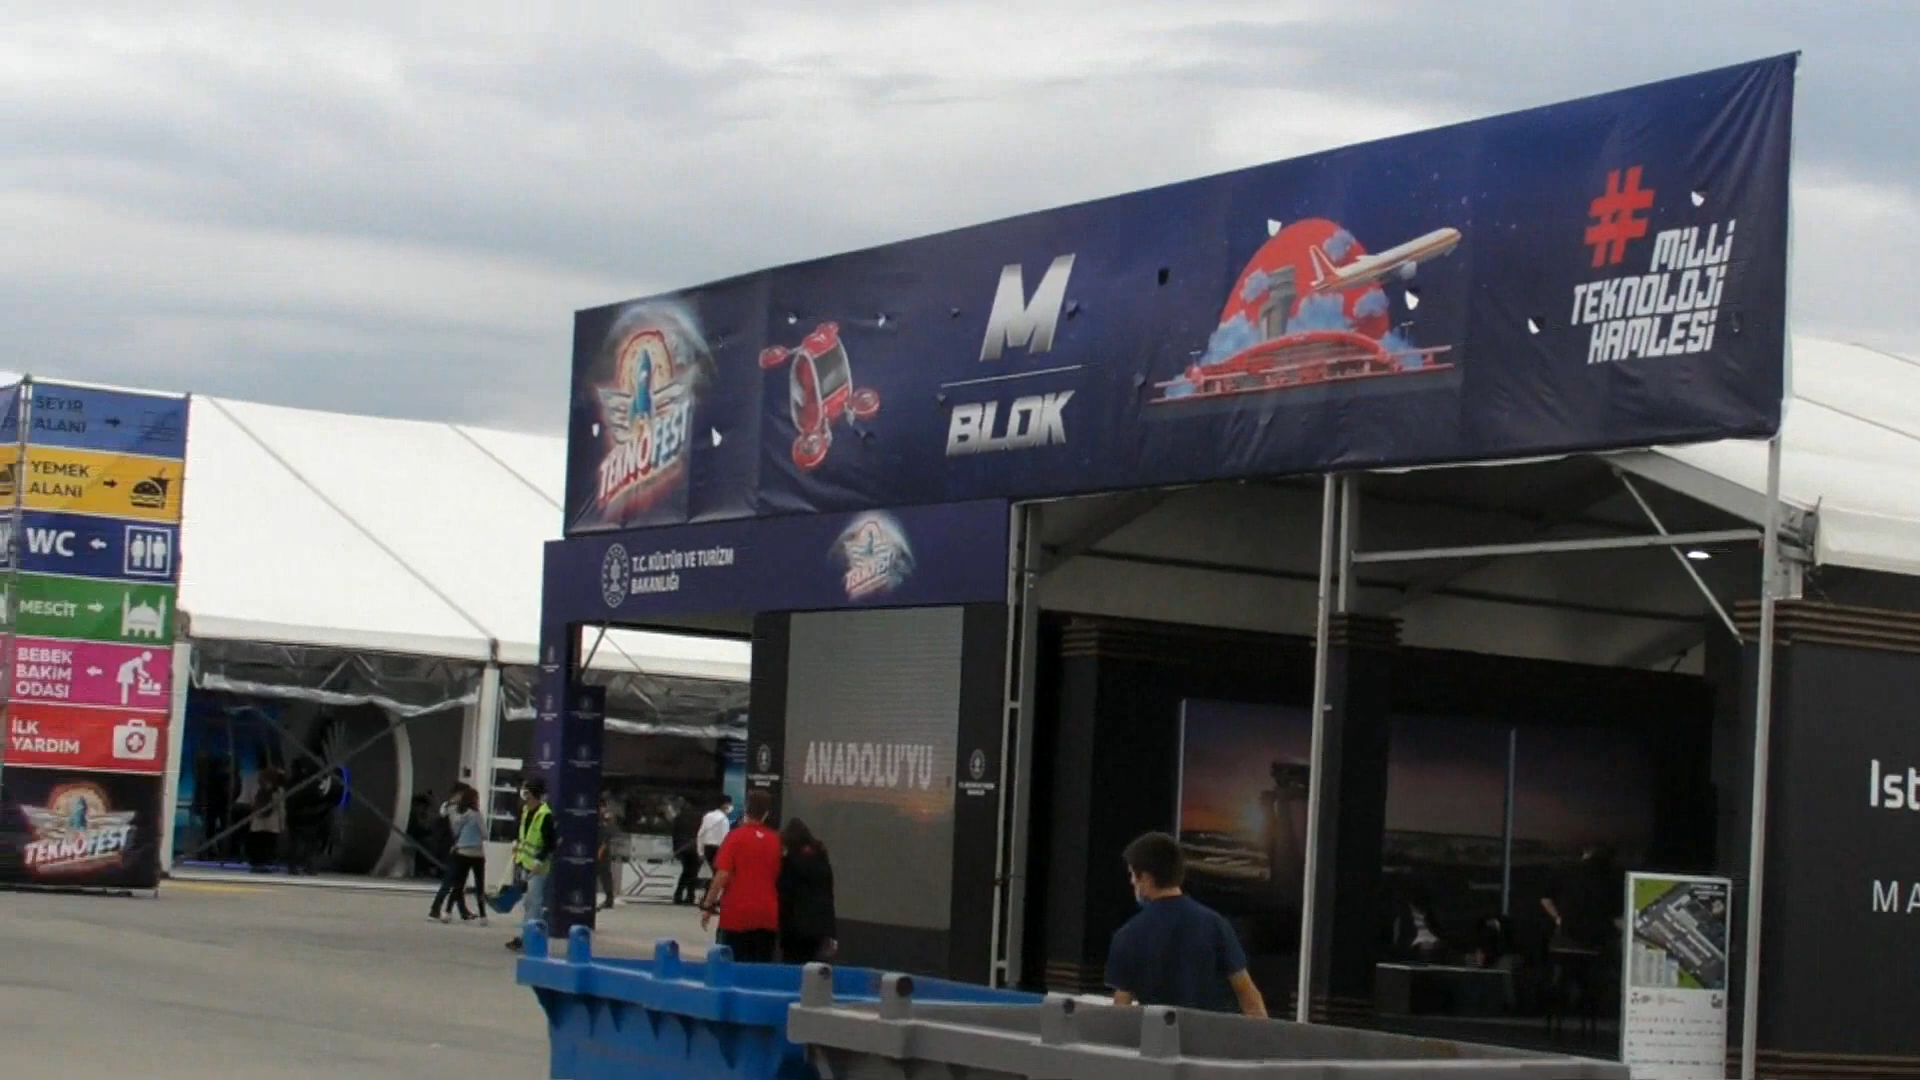 SEYİR
ALANI
YEMEK
ALANI
WC
MESCİT
BEBEK
BAKIM
ODASI
İLK
YARDIM
TEKNOFEST
TEKNOFEST
M
BLOK
#
MİLLİ
TEKNOLOJİ
HAMLESİ
T.C. KÜLTÜR VE TURİZM
BAKANLIĞI
TEKNOFEST
ANADOLU'YU
Ist
MA